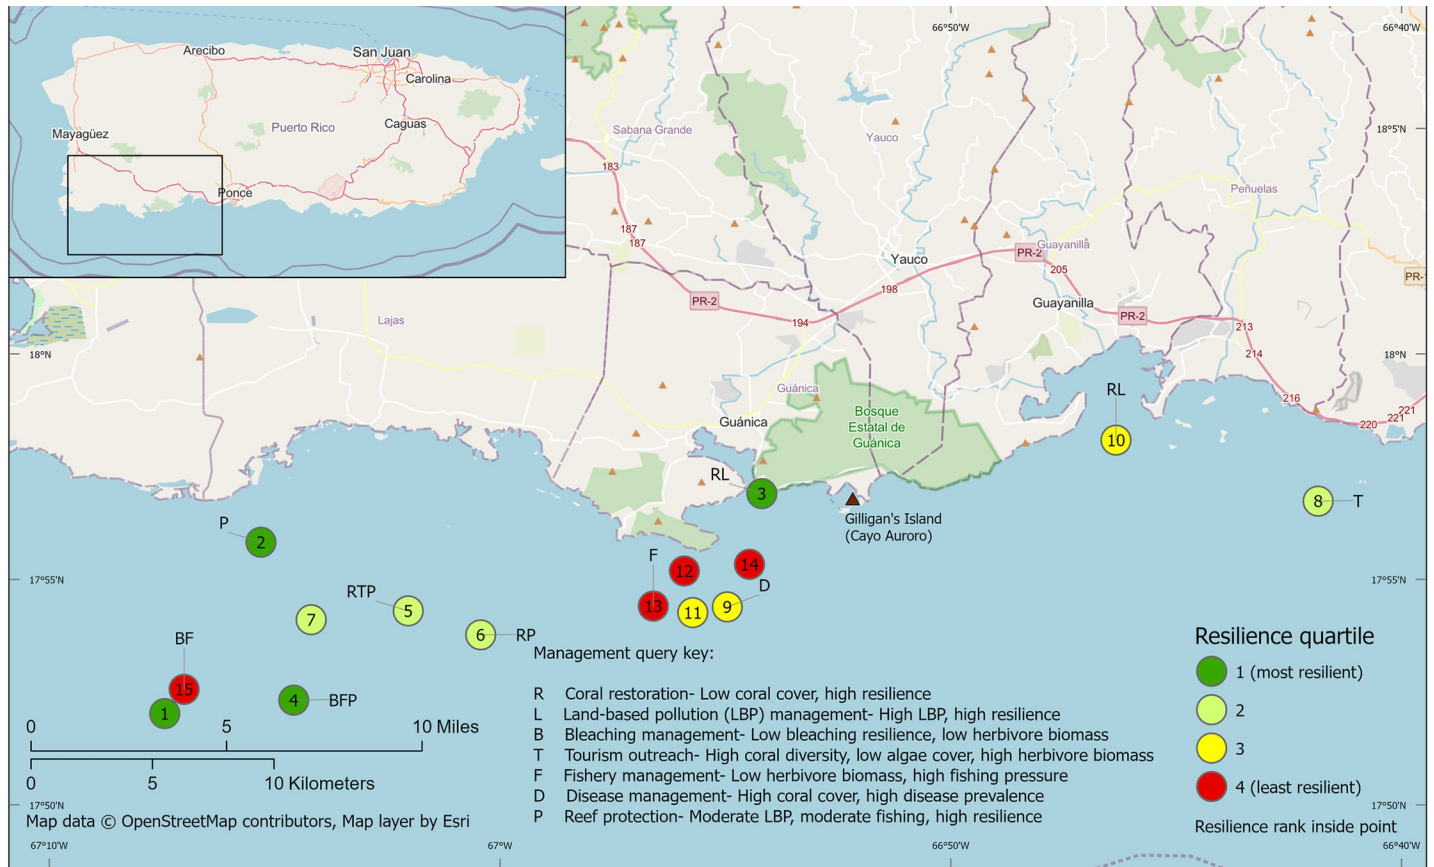 66°50'W
66°40'W
Arecibo
San Juan
Carolina
Caguas
Puerto Rico
Mayagüez
Ponce
Sabana Grande
Yauco
18°5'N
183
Peñuelas
187
187
PR-2
Guayanilla
Yauco
205
PR-
198
PR-2
Guayanilla
PR-2
194
213
Lajas
18°N
18°N
214
Guánica
RL
216
221
221
220
Guánica
Bosque
Estatal de
Guánica
10
RL
3
8
T
Gilligan's Island
(Cayo Auroro)
P
2
F
12
14
17°55'N
17°55'N
D
RTP
5
13
11
9
7
6
RP
BF
Management query key:
Resilience quartile
15
4
BFP
1
R Coral restoration- Low coral cover, high resilience
L Land-based pollution (LBP) management- High LBP, high resilience
B Bleaching management- Low bleaching resilience, low herbivore biomass
T Tourism outreach- High coral diversity, low algae cover, high herbivore biomass
F Fishery management- Low herbivore biomass, high fishing pressure
D Disease management- High coral cover, high disease prevalence
P Reef protection- Moderate LBP, moderate fishing, high resilience
1 (most resilient)
2
3
4 (least resilient)
Resilience rank inside point
0 5 10 Miles
0 5 10 Kilometers
17°50'N
17°50'N
Map data © OpenStreetMap contributors, Map layer by Esri
67°10'W
67°W
66°50'W
66°40'W